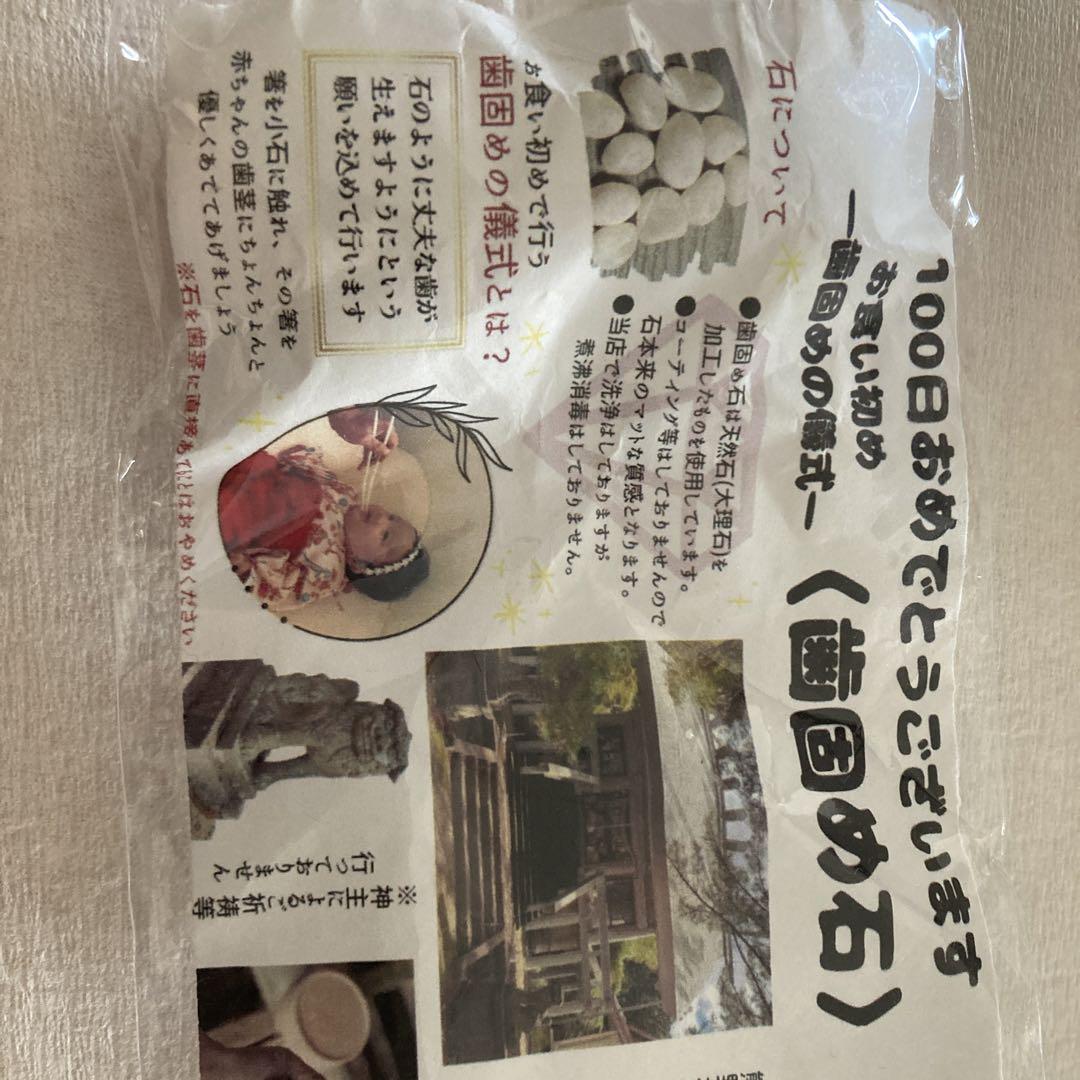 100日おめでとうございます
お食い初め
―歯固めの儀式―
〈歯固め石〉
石について
●歯固め石は天然石(大理石)を
加工したものを使用しています。
●コーティング等はしておりませんので
石本来のマットな質感となります。
●当店で洗浄はしておりますが
煮沸消毒はしておりません。
お食い初めで行う
歯固めの儀式とは？
石のように丈夫な歯が
生えますようにという
願いを込めて行います
箸を小石に触れ、その箸を
赤ちゃんの歯茎にちょんちょんと
優しくあててあげましょう
※石を歯茎に直接あてることはおやめください
※神主によるご祈祷等
行っておりません